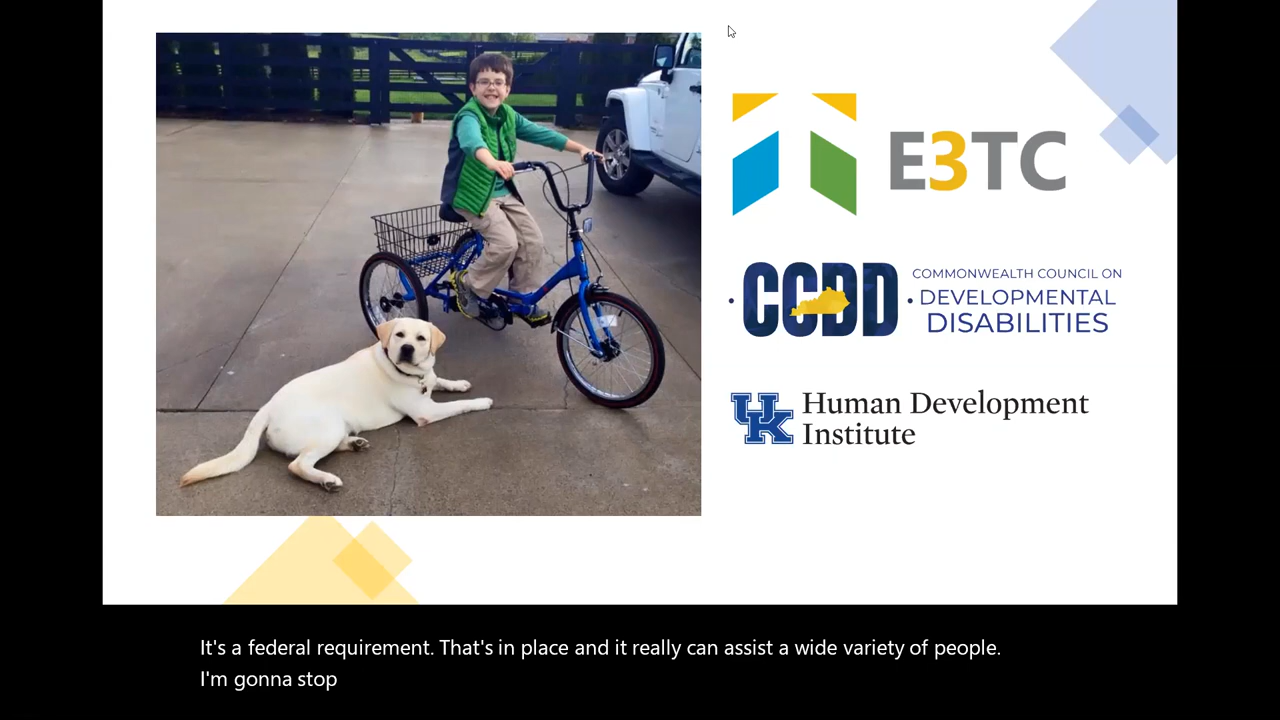 E3TC
CCDD
COMMONWEALTH COUNCIL ON
DEVELOPMENTAL
DISABILITIES
UK
Human Development
Institute
It's a federal requirement. That's in place and it really can assist a wide variety of people.
I'm gonna stop